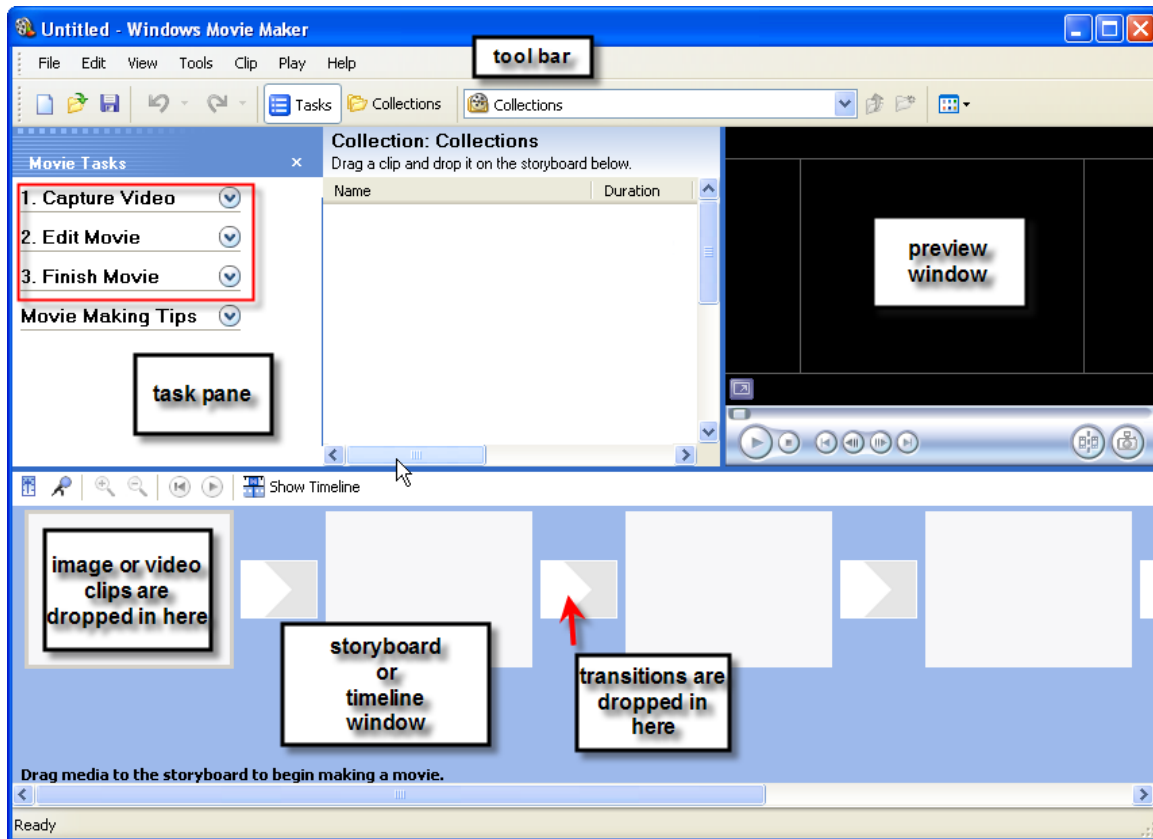 Untitled - Windows Movie Maker
File Edit View Tools Clip Play Help
tool bar
Tasks Collections Collections
Movie Tasks
Collection: Collections
Drag a clip and drop it on the storyboard below.
Name Duration
1. Capture Video
2. Edit Movie
3. Finish Movie
Movie Making Tips
task pane
preview
window
Show Timeline
image or video
clips are
dropped in here
storyboard
or
timeline
window
transitions are
dropped in
here
Drag media to the storyboard to begin making a movie.
Ready